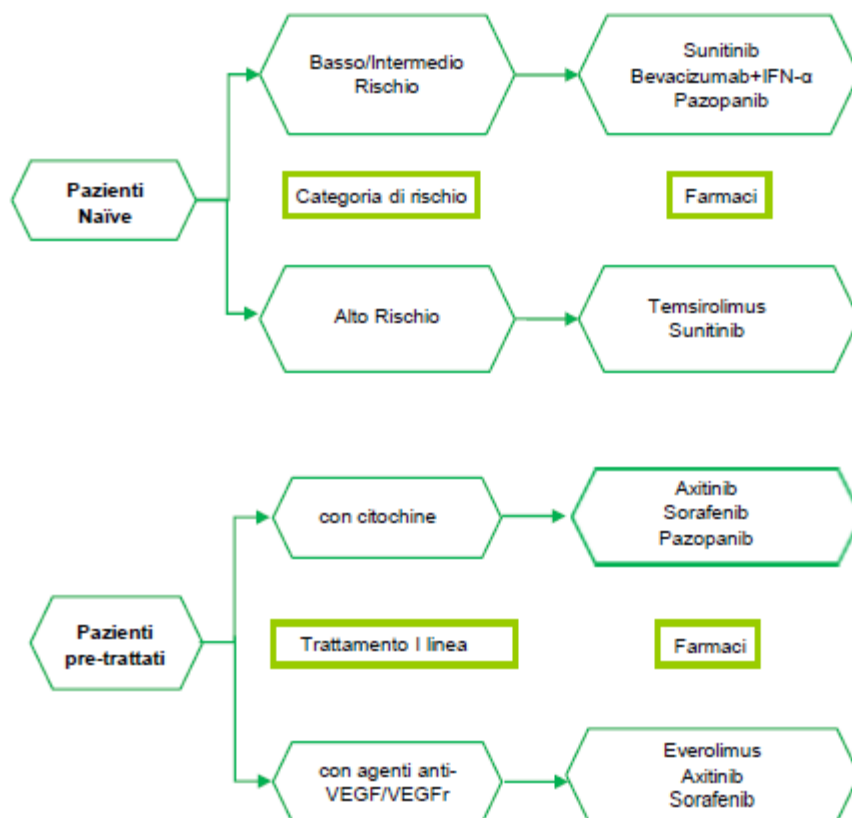 Basso/Intermedio
Rischio
Sunitinib
Bevacizumab+IFN-α
Pazopanib
Pazienti
Naïve
Categoria di rischio
Farmaci
Alto Rischio
Temsirolimus
Sunitinib
con citochine
Axitinib
Sorafenib
Pazopanib
Pazienti
pre-trattati
Trattamento I linea
Farmaci
con agenti anti-
VEGF/VEGFr
Everolimus
Axitinib
Sorafenib